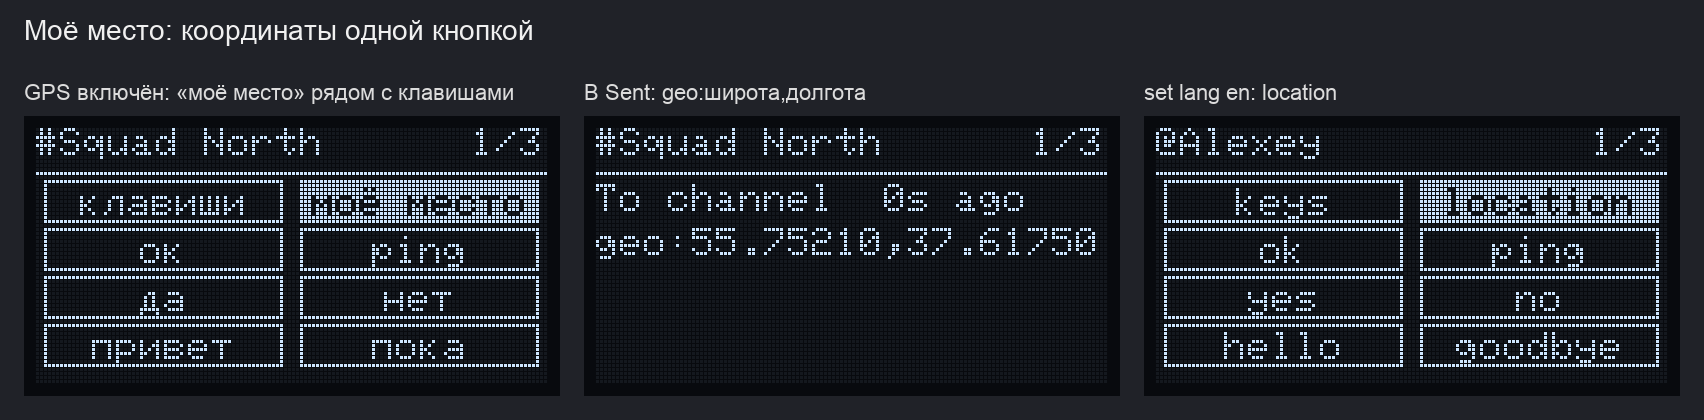 Моё место: координаты одной кнопкой
GPS включён: «моё место» рядом с клавишами
#Squad North 1/3
клавиши моё место
ок ping
да нет
привет пока
В Sent: geo:широта,долгота
#Squad North 1/3
To channel 0s ago
geo:55.75210,37.61750
set lang en: location
@Alexey 1/3
keys location
ok ping
yes no
hello goodbye